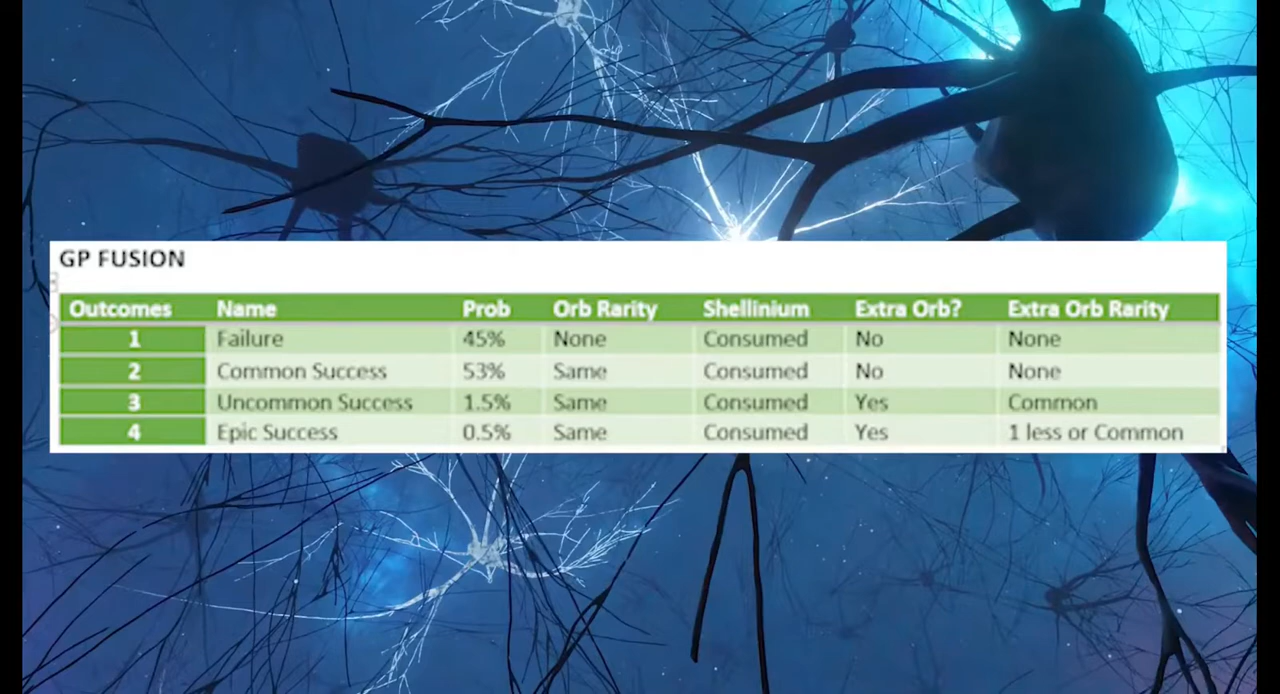 GP FUSION
Outcomes Name Prob Orb Rarity Shellinium Extra Orb? Extra Orb Rarity
1 Failure 45% None Consumed No None
2 Common Success 53% Same Consumed No None
3 Uncommon Success 1.5% Same Consumed Yes Common
4 Epic Success 0.5% Same Consumed Yes 1 less or Common